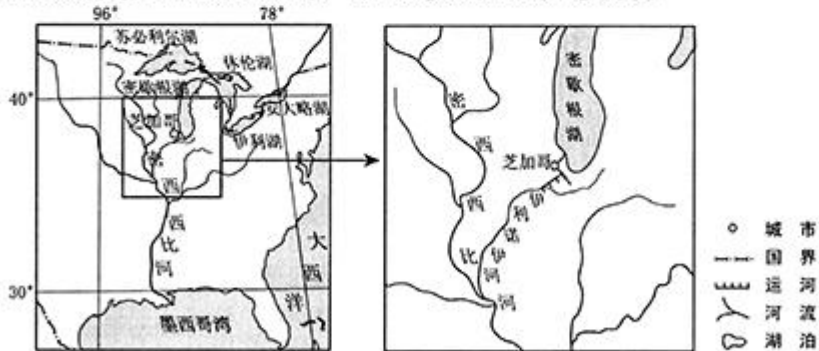 96°
78°
苏必利尔湖
休伦湖
密歇根湖
40°
安大略湖
芝加哥
伊利湖
密
西
西
比
河
大
西
洋
30°
墨西哥湾
密
歇
根
湖
密
西
西
比
河
芝加哥
伊
利
诺
伊
河
城市
国界
运河
河流
湖泊